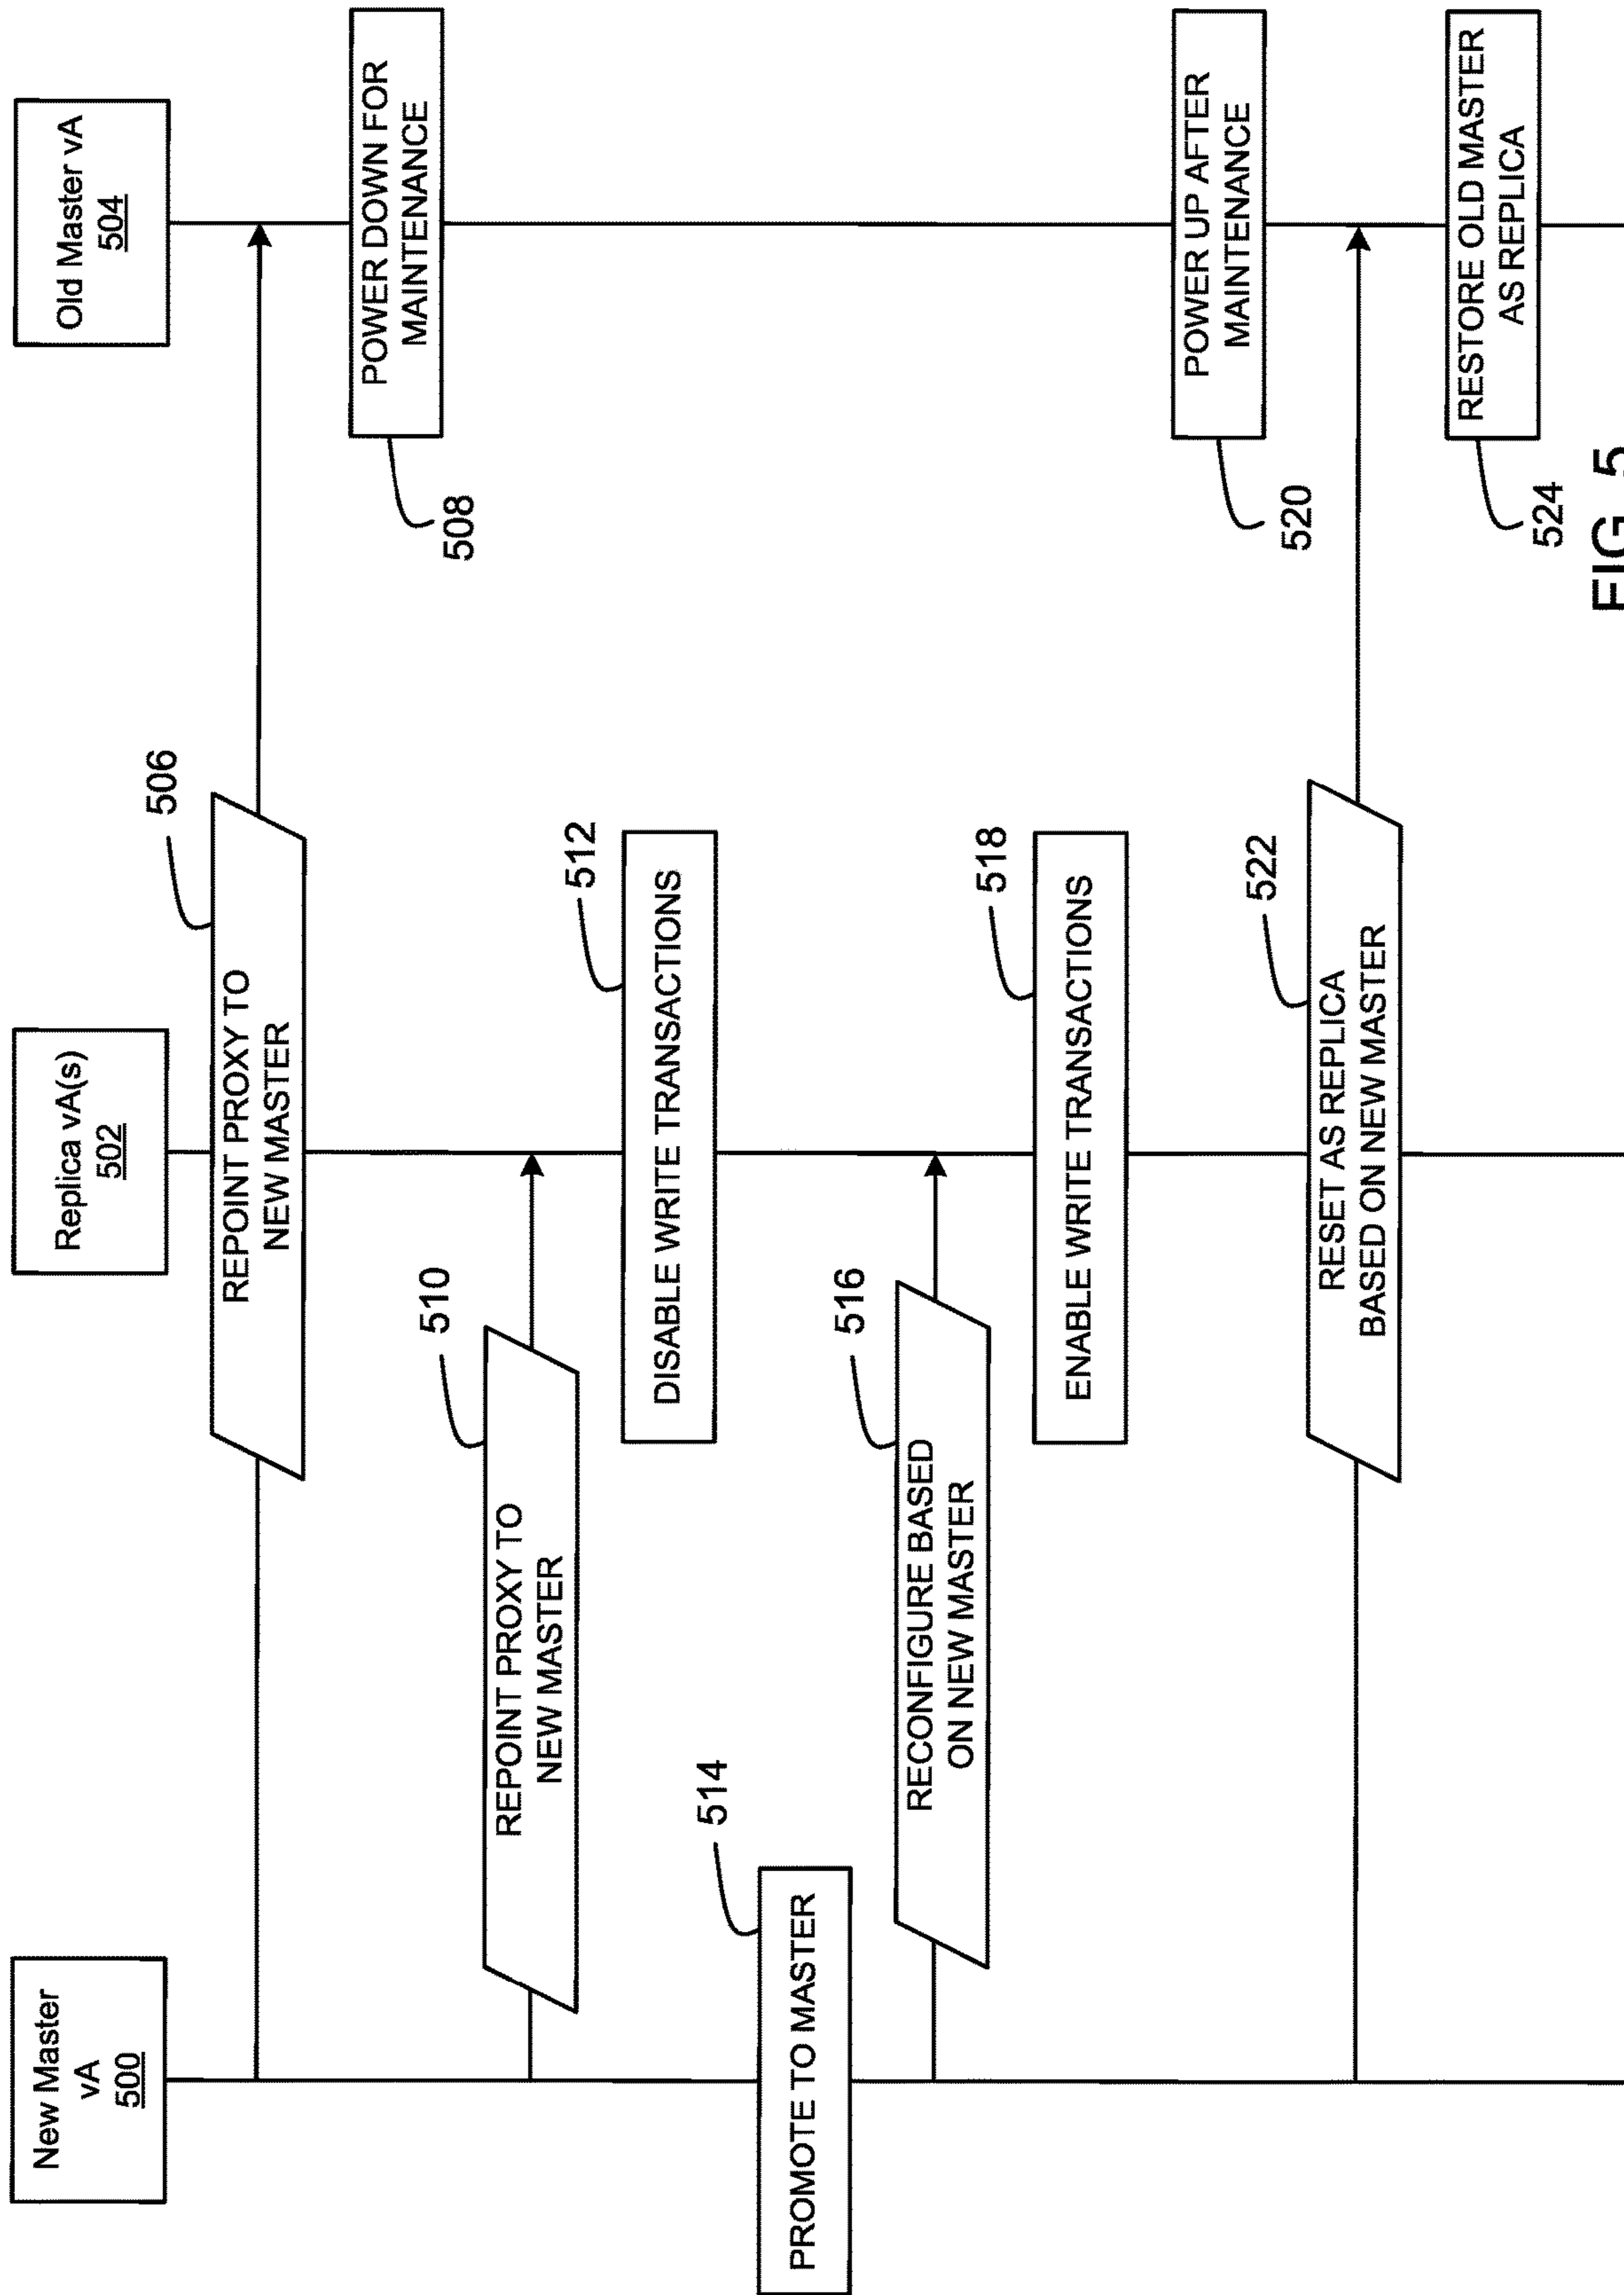 New Master
vA
500
Replica vA(s)
502
Old Master vA
504
506
REPOINT PROXY TO
NEW MASTER
POWER DOWN FOR
MAINTENANCE
508
510
REPOINT PROXY TO
NEW MASTER
512
DISABLE WRITE TRANSACTIONS
514
PROMOTE TO MASTER
516
RECONFIGURE BASED
ON NEW MASTER
518
ENABLE WRITE TRANSACTIONS
POWER UP AFTER
MAINTENANCE
520
522
RESET AS REPLICA
BASED ON NEW MASTER
RESTORE OLD MASTER
AS REPLICA
524
FIG. 5